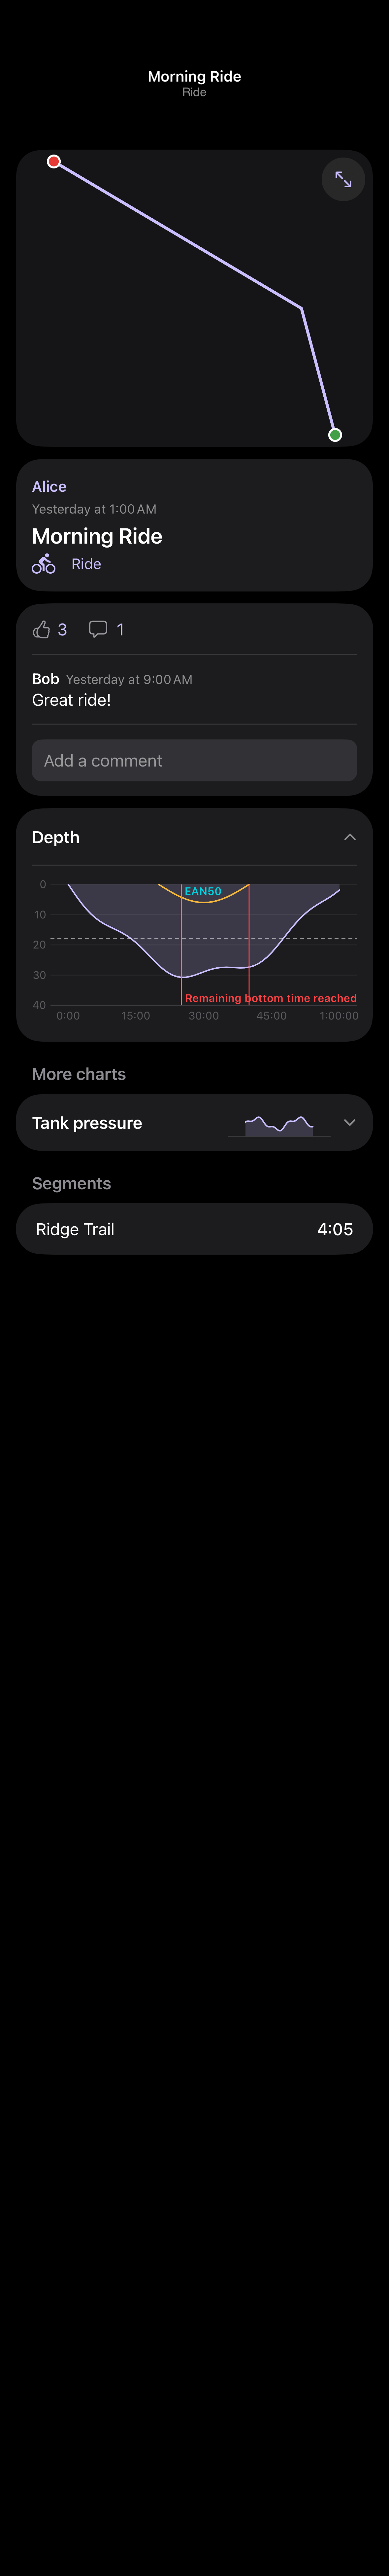 Morning Ride
Ride
Alice
Yesterday at 1:00 AM
Morning Ride
Ride
3 1
Bob Yesterday at 9:00 AM
Great ride!
Add a comment
Depth
0
EAN50
10
20
30
40
Remaining bottom time reached
0:00 15:00 30:00 45:00 1:00:00
More charts
Tank pressure
Segments
Ridge Trail 4:05